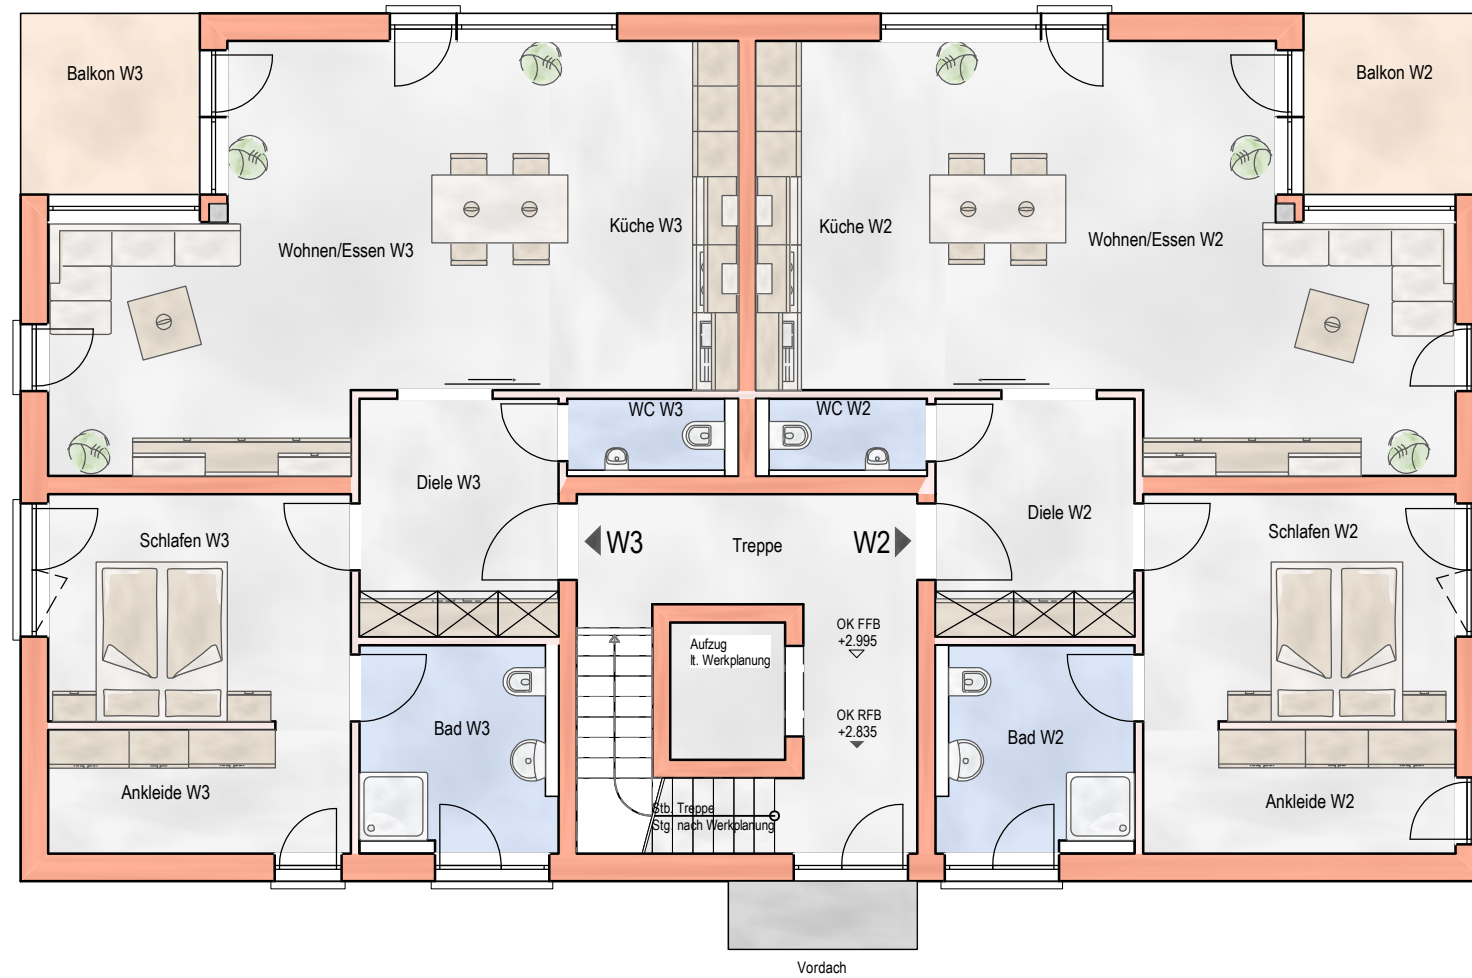 Balkon W3
Balkon W2
Küche W3
Küche W2
Wohnen/Essen W3
Wohnen/Essen W2
WC W3
WC W2
Diele W3
Diele W2
Schlafen W3
W3
Treppe
W2
Schlafen W2
OK FFB
+2.995
Aufzug
lt. Werkplanung
OK RFB
+2.835
Bad W3
Bad W2
Ankleide W3
Ankleide W2
Stb. Treppe
Stg. nach Werkplanung
Vordach